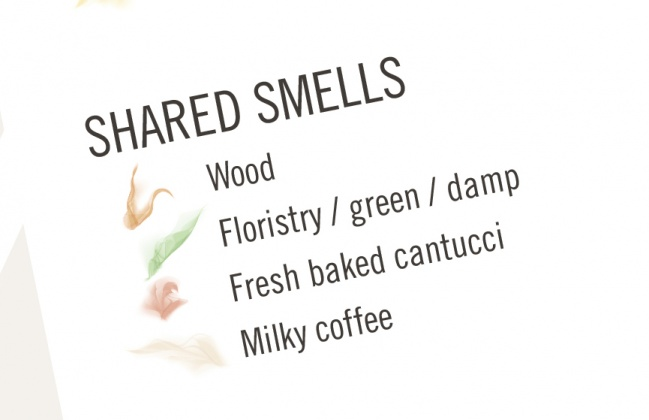 SHARED SMELLS
Wood
Floristry / green / damp
Fresh baked cantucci
Milky coffee